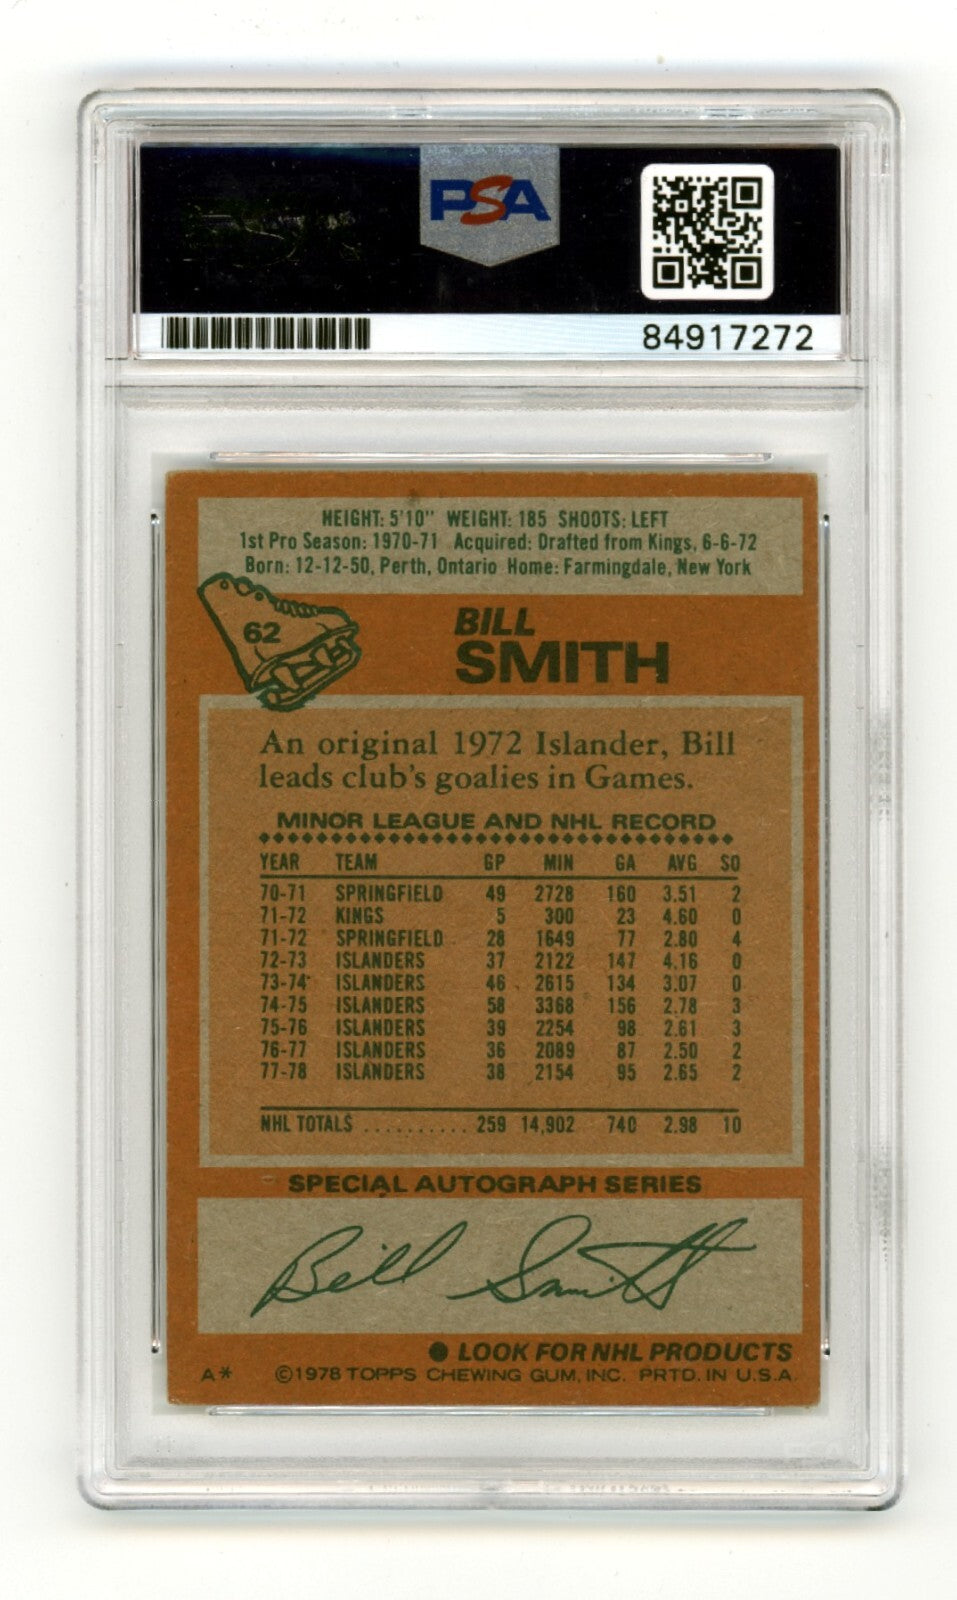 PSA
84917272
HEIGHT: 5'10" WEIGHT: 185 SHOOTS: LEFT
1st Pro Season: 1970-71 Acquired: Drafted from Kings, 6-6-72
Born: 12-12-50, Perth, Ontario Home: Farmingdale, New York
62
BILL
SMITH
An original 1972 Islander, Bill
leads club's goalies in Games.
MINOR LEAGUE AND NHL RECORD
YEAR TEAM GP MIN GA AVG SO
70-71 SPRINGFIELD 49 2728 160 3.51 2
71-72 KINGS 5 300 23 4.60 0
71-72 SPRINGFIELD 28 1649 77 2.80 4
72-73 ISLANDERS 37 2122 147 4.16 0
73-74 ISLANDERS 46 2615 134 3.07 0
74-75 ISLANDERS 58 3368 156 2.78 3
75-76 ISLANDERS 39 2254 98 2.61 3
76-77 ISLANDERS 36 2089 87 2.50 2
77-78 ISLANDERS 38 2154 95 2.65 2
NHL TOTALS .......... 259 14,902 740 2.98 10
SPECIAL AUTOGRAPH SERIES
Bill Smith
● LOOK FOR NHL PRODUCTS
A* ©1978 TOPPS CHEWING GUM, INC. PRTD. IN U.S.A.